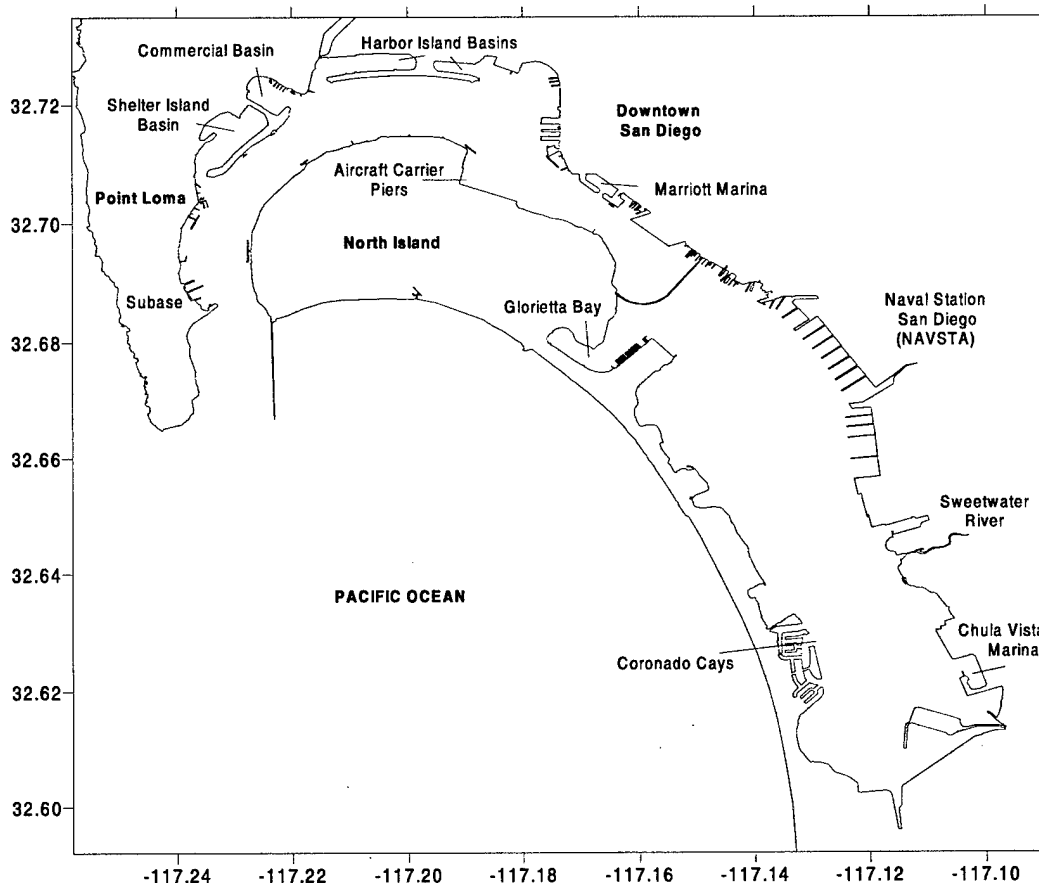 Commercial Basin
Harbor Island Basins
Shelter Island
Basin
Downtown
San Diego
Aircraft Carrier
Piers
Marriott Marina
Point Loma
North Island
Subase
Glorietta Bay
Naval Station
San Diego
(NAVSTA)
Sweetwater
River
PACIFIC OCEAN
Coronado Cays
Chula Vista
Marina
32.72
32.70
32.68
32.66
32.64
32.62
32.60
-117.24
-117.22
-117.20
-117.18
-117.16
-117.14
-117.12
-117.10